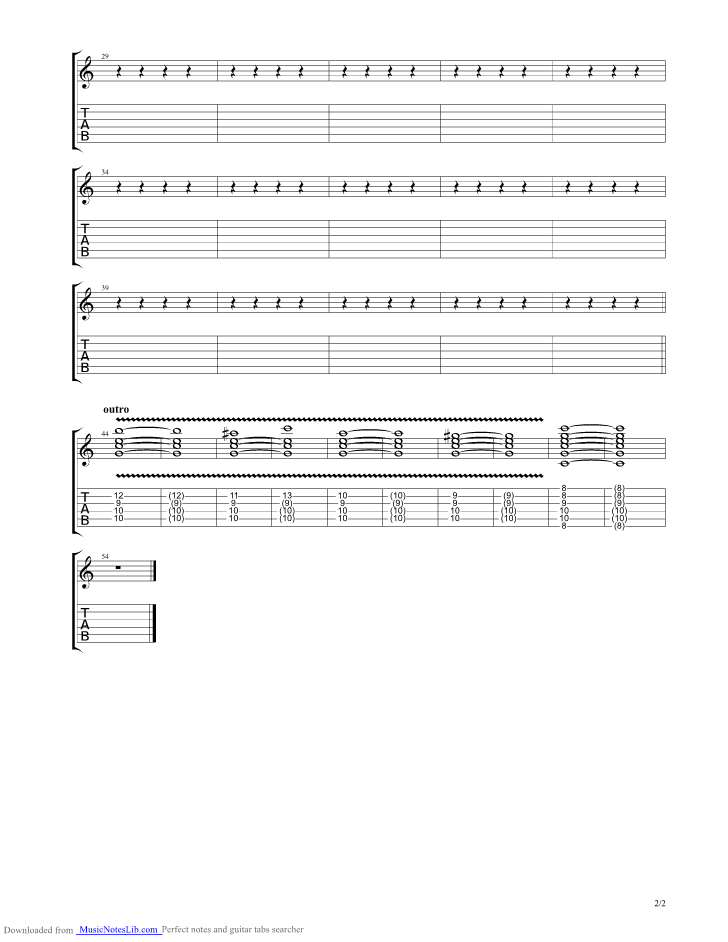 29
T
A
B
34
T
A
B
39
T
A
B
outro
44
12 (12) 11 13 10 (10) 9 (9) 8 (8)
9 (9) 9 (9) 9 (9) 9 (9) 8 (8)
10 (10) 10 (10) 10 (10) 10 (10) 10 (10)
10 (10) 10 (10) 10 (10) 10 (10) 10 (10)
8 (8)
T
A
B
54
T
A
B
2/2
Downloaded from MusicNotesLib.com Perfect notes and guitar tabs searcher